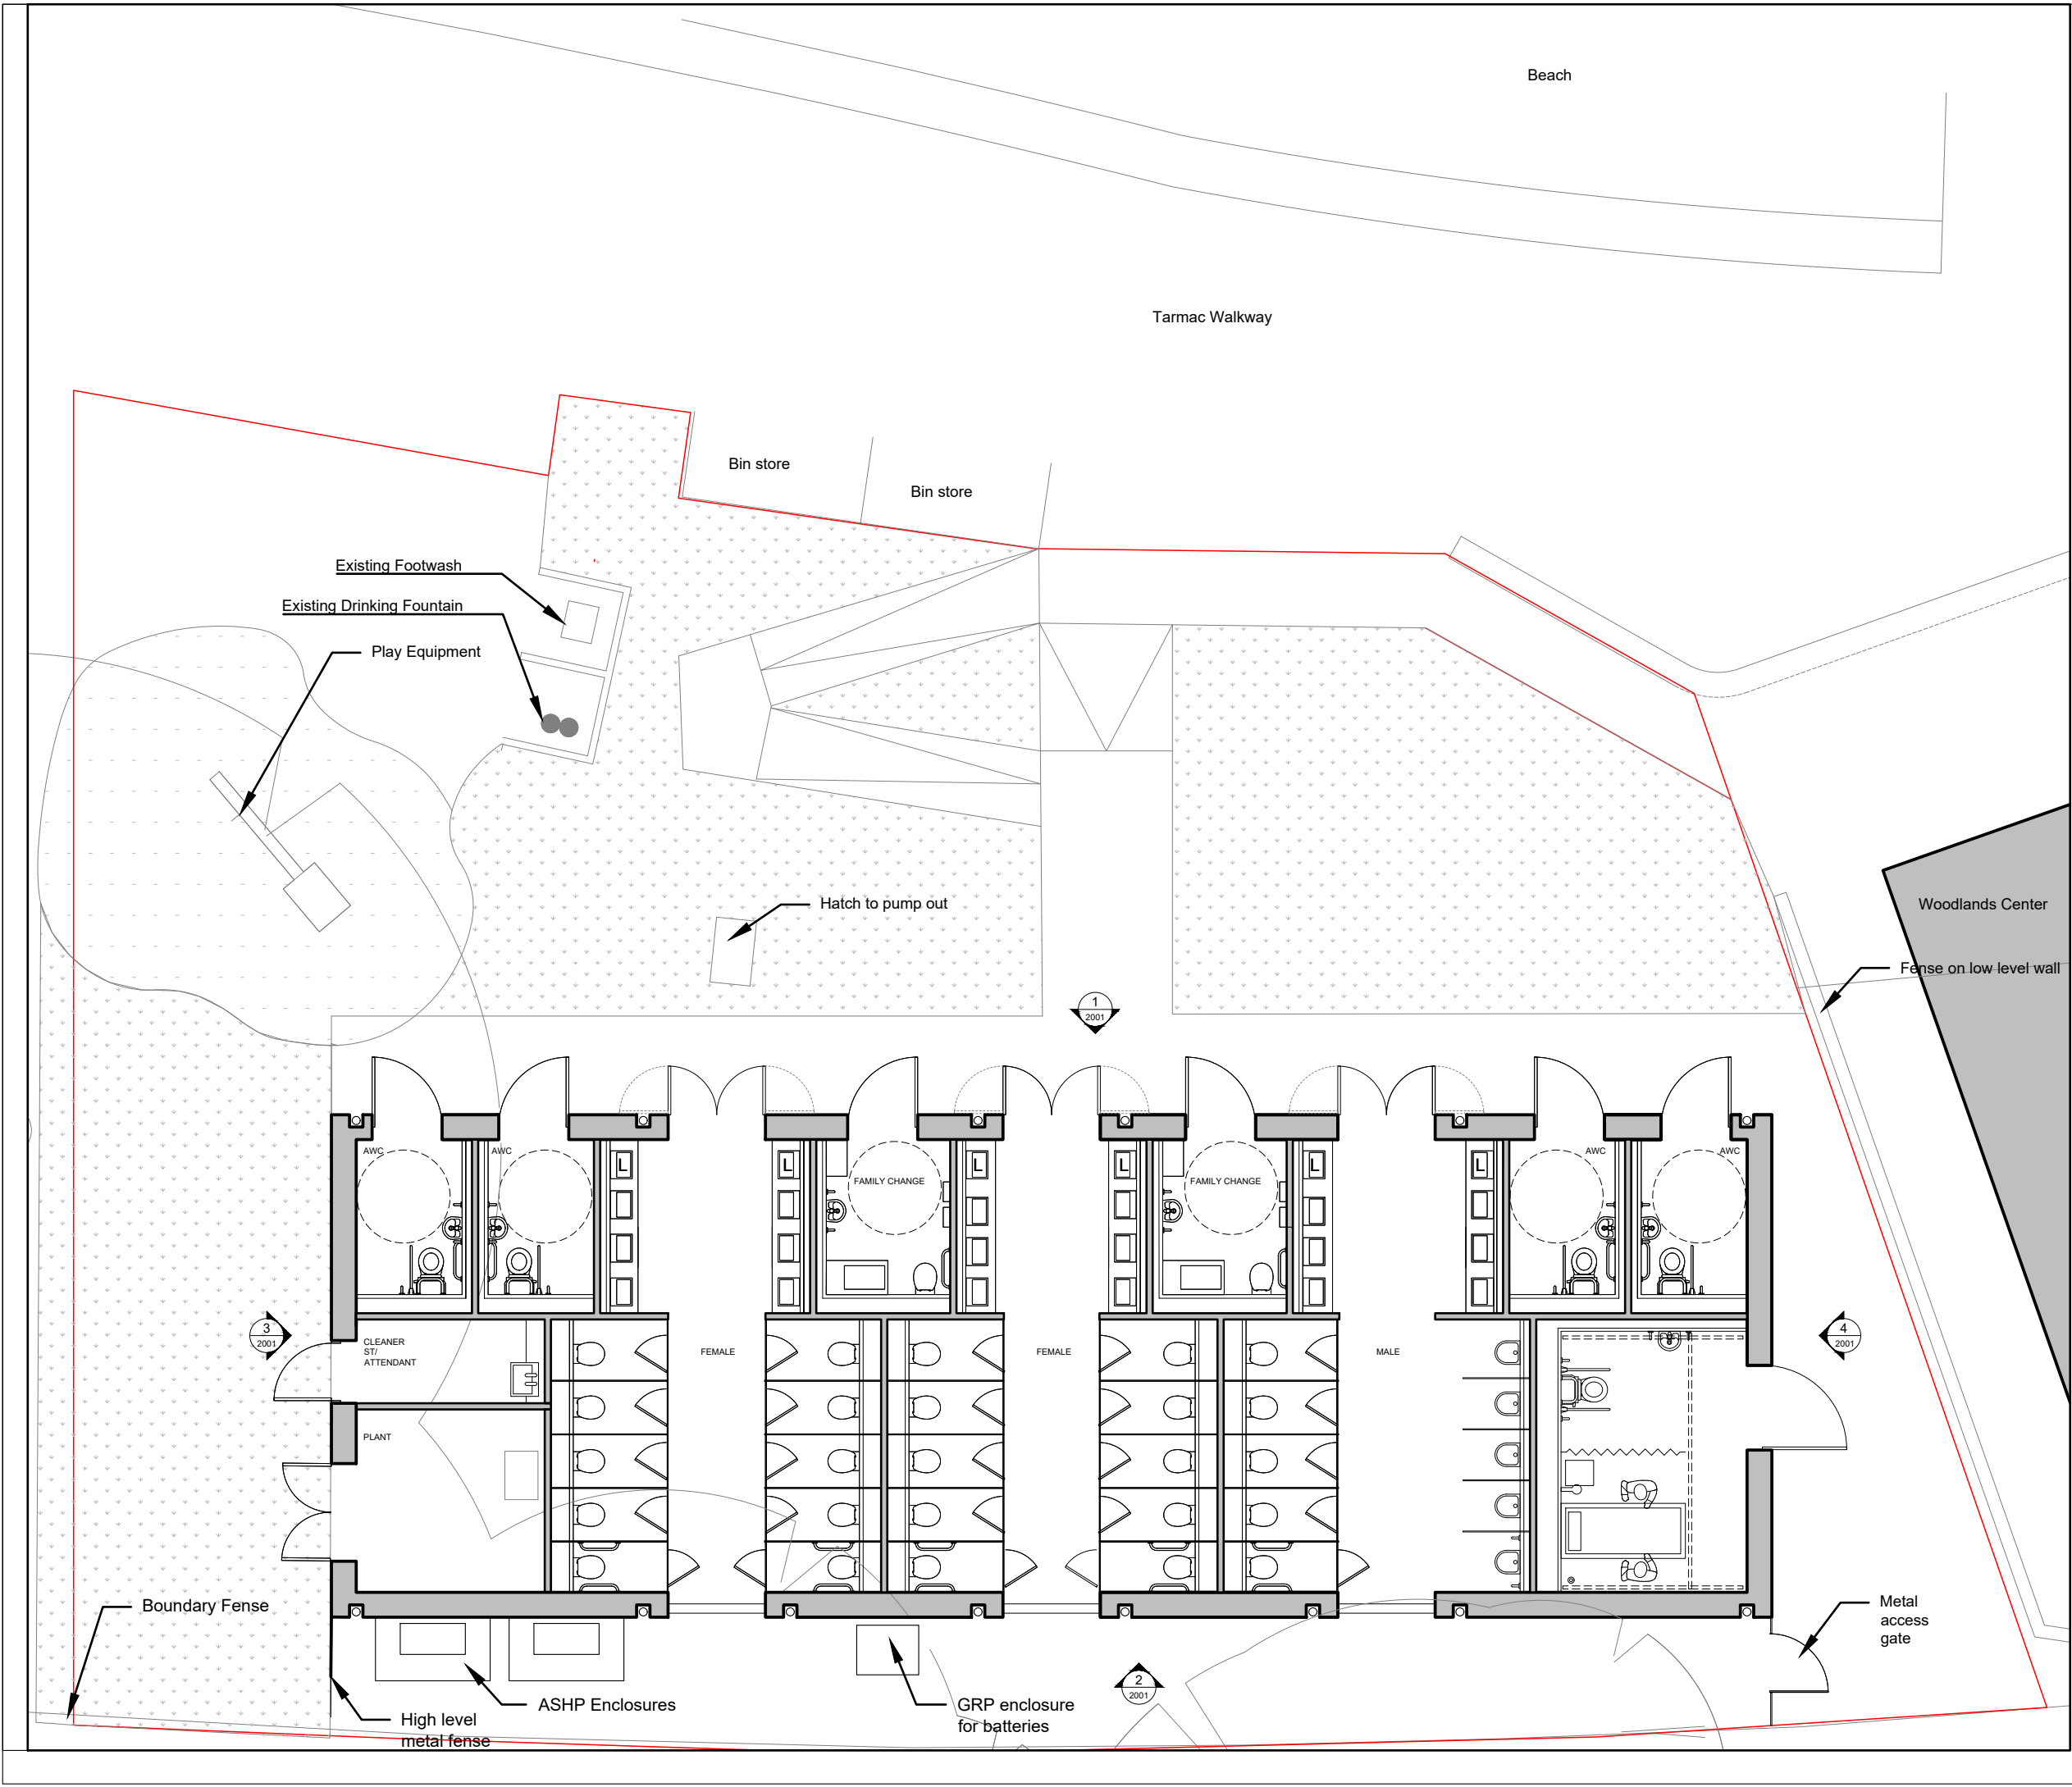 Beach
Tarmac Walkway
Bin store
Bin store
Existing Footwash
Existing Drinking Fountain
Play Equipment
Hatch to pump out
Woodlands Center
Fense on low level wall
1
2001
AWC
AWC
L
L
FAMILY CHANGE
L
L
FAMILY CHANGE
L
L
AWC
AWC
3
2001
CLEANER
ST/
ATTENDANT
FEMALE
FEMALE
MALE
4
2001
PLANT
Boundary Fense
Metal
access
gate
ASHP Enclosures
High level
metal fense
GRP enclosure
for batteries
2
2001